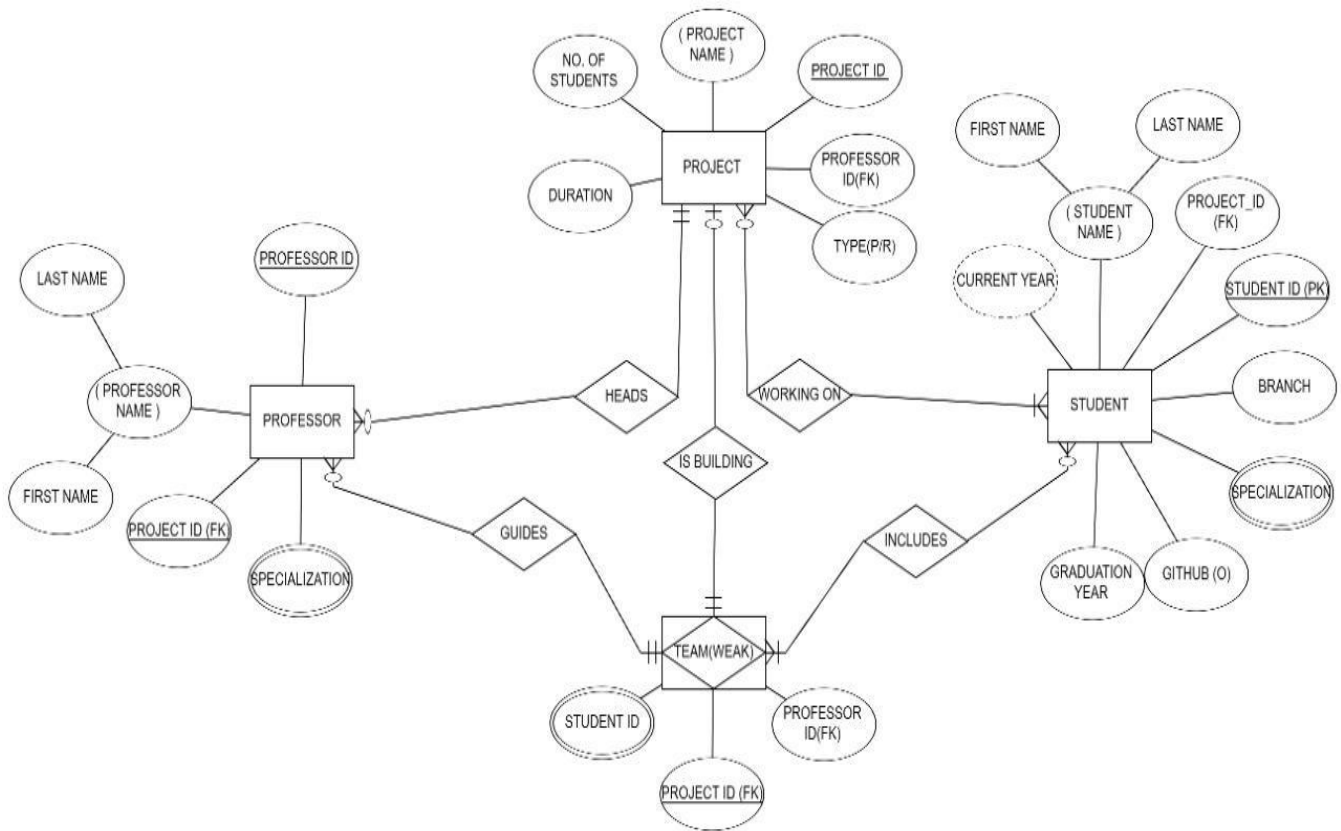 ( PROJECT
NAME )
NO. OF
STUDENTS
PROJECT ID
FIRST NAME
LAST NAME
PROJECT
PROFESSOR
ID(FK)
DURATION
( STUDENT
NAME )
PROJECT_ID
(FK)
TYPE(P/R)
PROFESSOR ID
LAST NAME
CURRENT YEAR
STUDENT ID (PK)
HEADS
WORKING ON
BRANCH
( PROFESSOR
NAME )
PROFESSOR
STUDENT
IS BUILDING
FIRST NAME
PROJECT ID (FK)
SPECIALIZATION
GUIDES
INCLUDES
SPECIALIZATION
GRADUATION
YEAR
GITHUB (O)
TEAM(WEAK)
STUDENT ID
PROFESSOR
ID(FK)
PROJECT ID (FK)